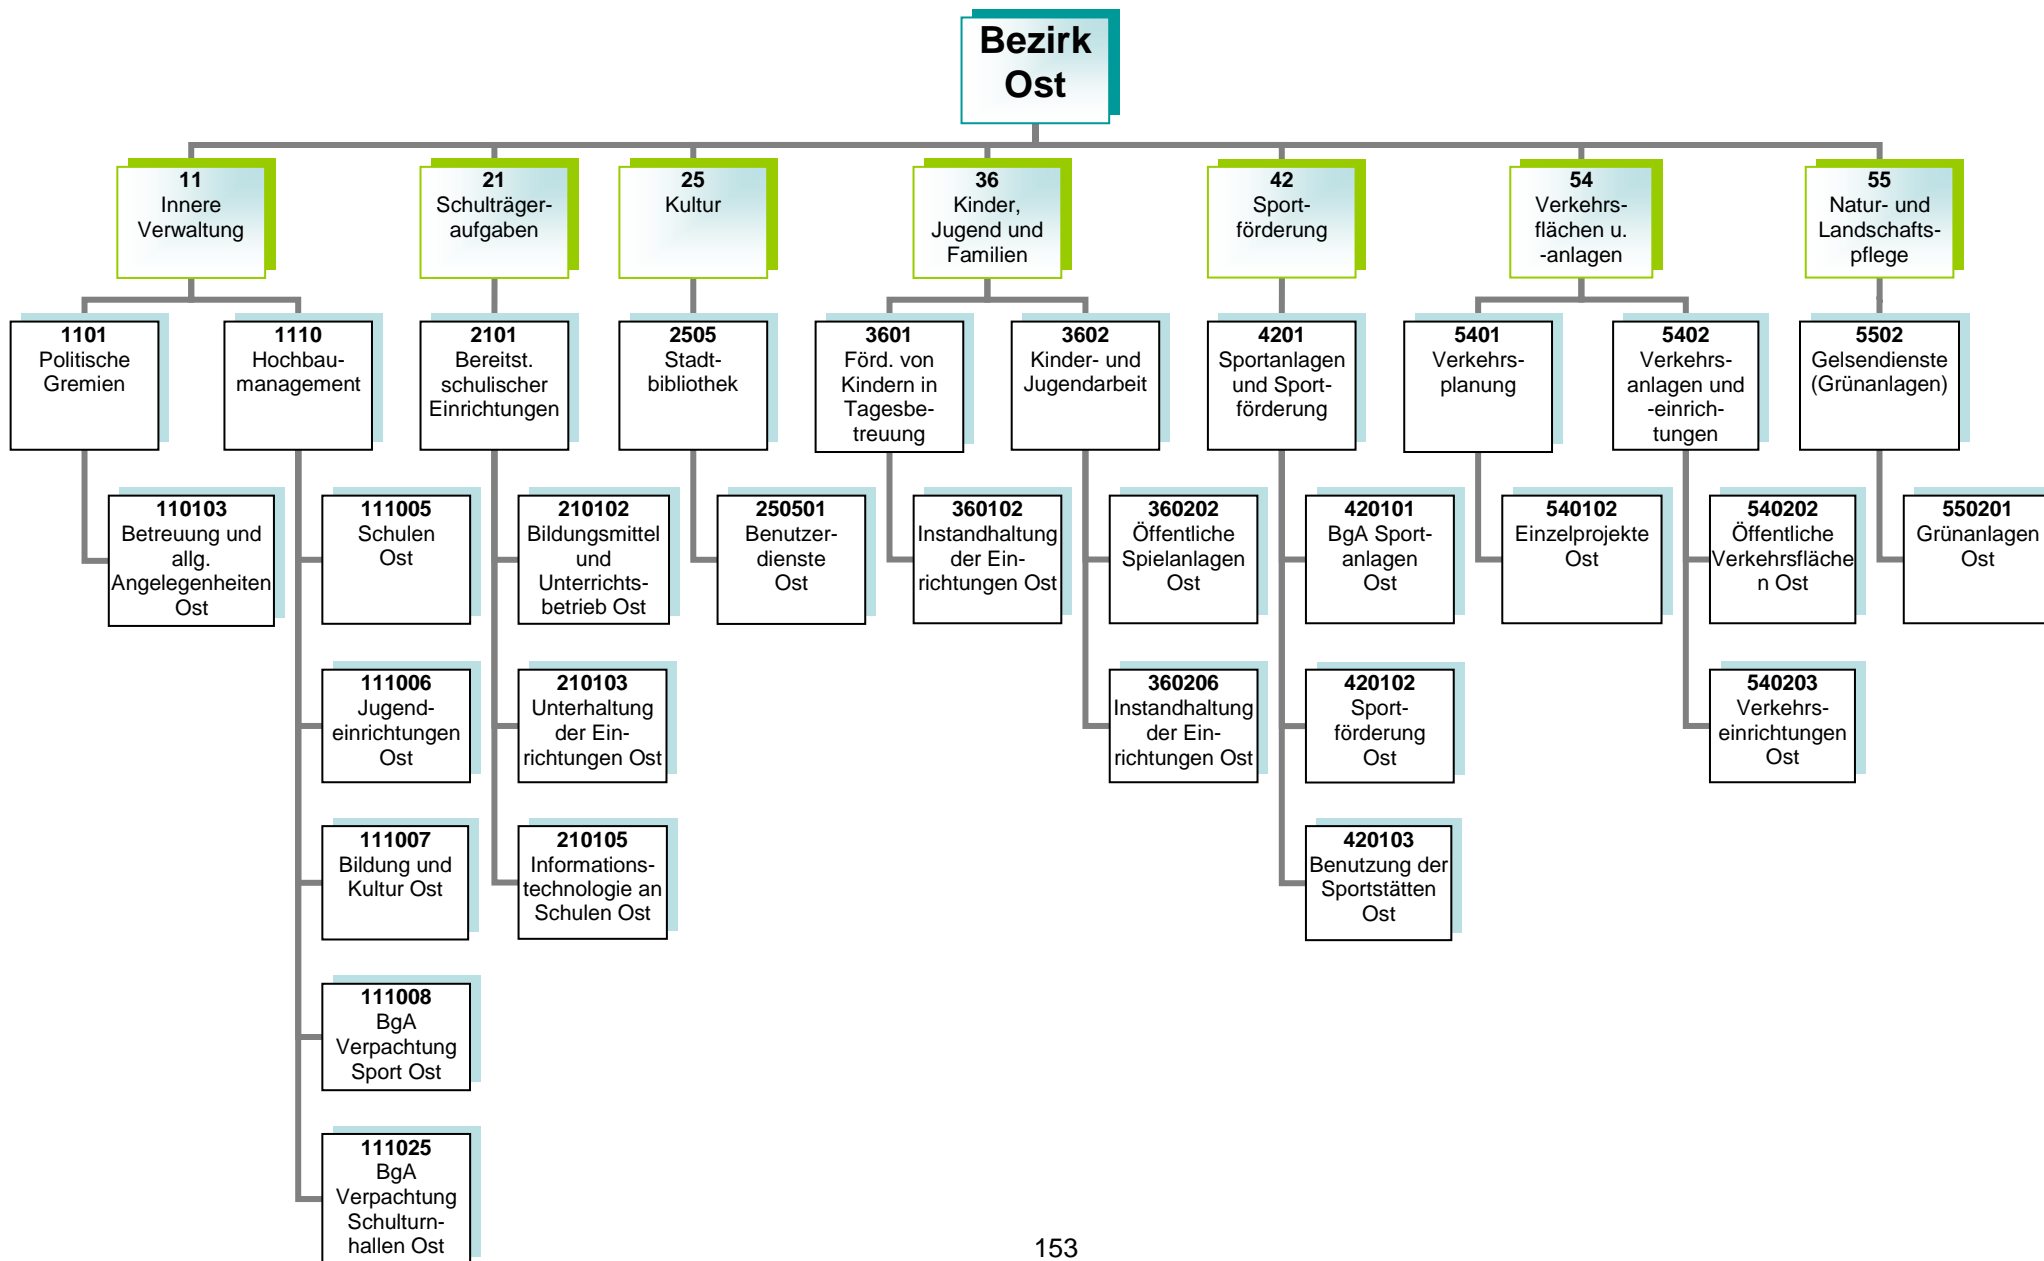 Bezirk
Ost
11
Innere
Verwaltung
21
Schulträger-
aufgaben
25
Kultur
36
Kinder,
Jugend und
Familien
42
Sport-
förderung
54
Verkehrs-
flächen u.
-anlagen
55
Natur- und
Landschafts-
pflege
1101
Politische
Gremien
1110
Hochbau-
management
2101
Bereitst.
schulischer
Einrichtungen
2505
Stadt-
bibliothek
3601
Förd. von
Kindern in
Tagesbe-
treuung
3602
Kinder- und
Jugendarbeit
4201
Sportanlagen
und Sport-
förderung
5401
Verkehrs-
planung
5402
Verkehrs-
anlagen und
-einrich-
tungen
5502
Gelsendienste
(Grünanlagen)
110103
Betreuung und
allg.
Angelegenheiten
Ost
111005
Schulen
Ost
210102
Bildungsmittel
und
Unterrichts-
betrieb Ost
250501
Benutzer-
dienste
Ost
360102
Instandhaltung
der Ein-
richtungen Ost
360202
Öffentliche
Spielanlagen
Ost
420101
BgA Sport-
anlagen
Ost
540102
Einzelprojekte
Ost
540202
Öffentliche
Verkehrsfläche
n Ost
550201
Grünanlagen
Ost
111006
Jugend-
einrichtungen
Ost
210103
Unterhaltung
der Ein-
richtungen Ost
360206
Instandhaltung
der Ein-
richtungen Ost
420102
Sport-
förderung
Ost
540203
Verkehrs-
einrichtungen
Ost
111007
Bildung und
Kultur Ost
210105
Informations-
technologie an
Schulen Ost
420103
Benutzung der
Sportstätten
Ost
111008
BgA
Verpachtung
Sport Ost
111025
BgA
Verpachtung
Schulturn-
hallen Ost
153